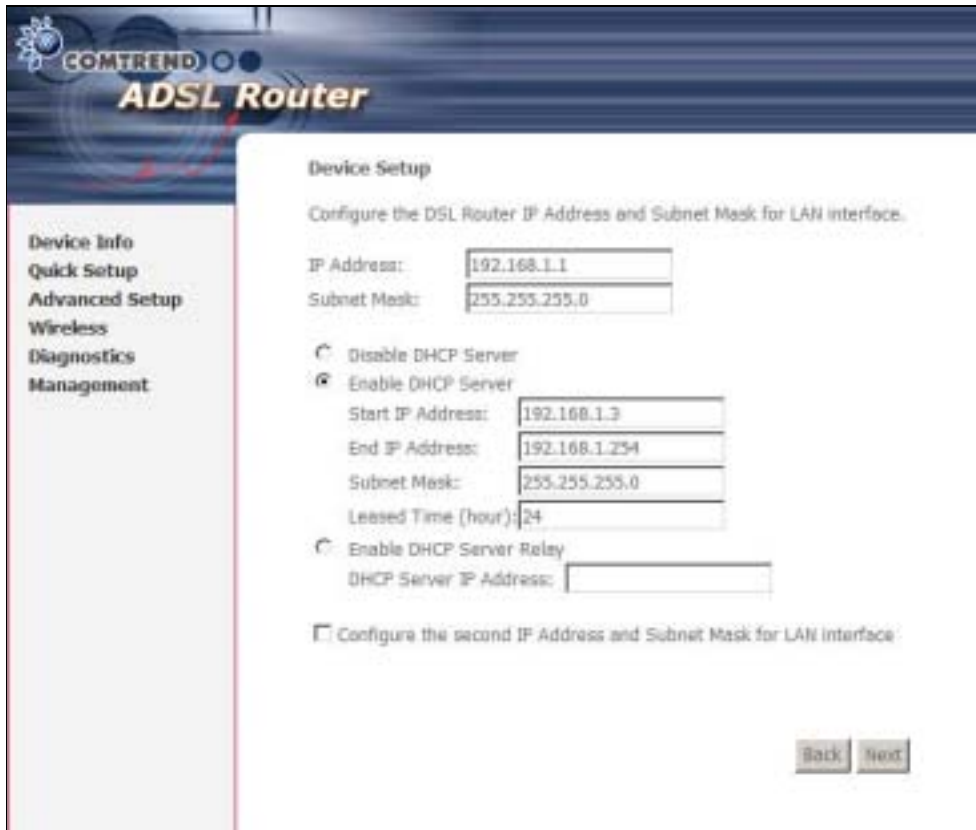 COMTREND
ADSL Router
Device Info
Quick Setup
Advanced Setup
Wireless
Diagnostics
Management
Device Setup
Configure the DSL Router IP Address and Subnet Mask for LAN interface.
IP Address: 192.168.1.1
Subnet Mask: 255.255.255.0
Disable DHCP Server
Enable DHCP Server
Start IP Address: 192.168.1.3
End IP Address: 192.168.1.254
Subnet Mask: 255.255.255.0
Leased Time (hour): 24
Enable DHCP Server Relay
DHCP Server IP Address:
Configure the second IP Address and Subnet Mask for LAN interface
Back Next